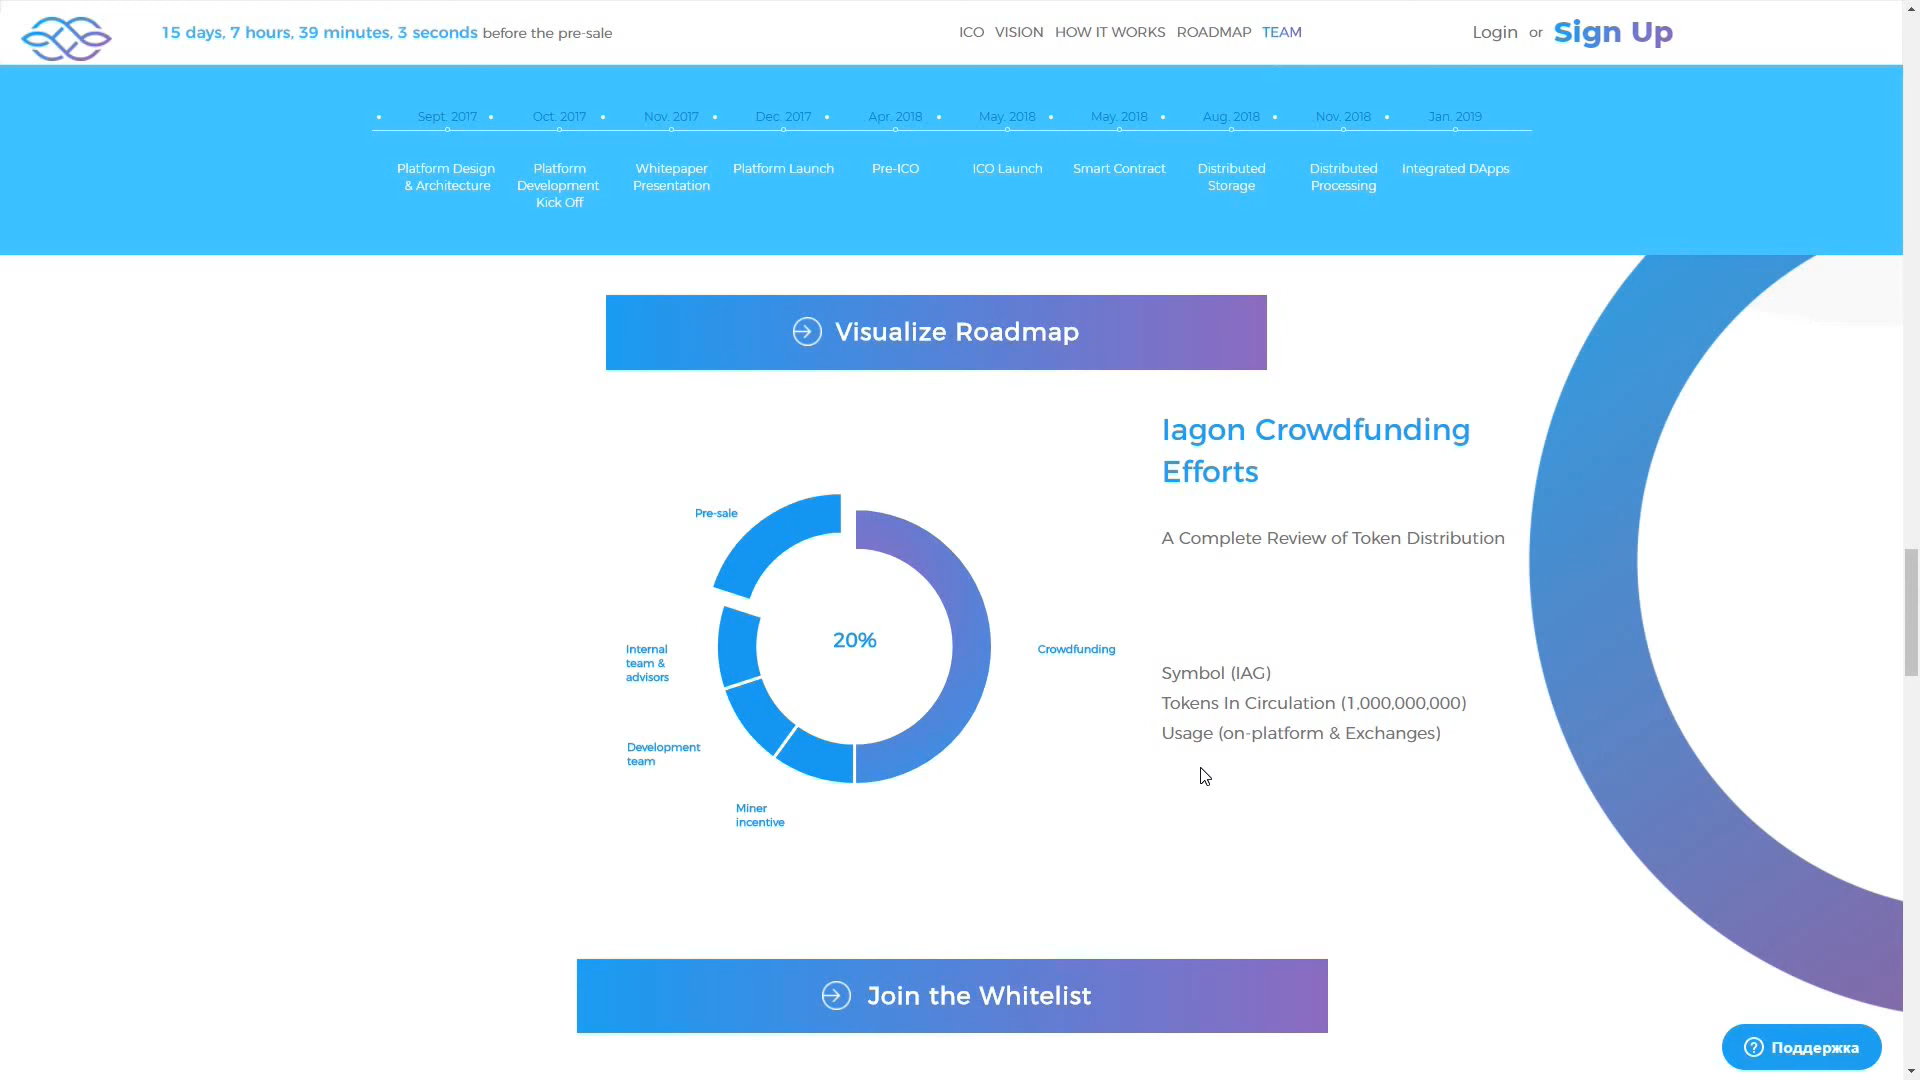 15 days, 7 hours, 39 minutes, 3 seconds before the pre-sale
ICO VISION HOW IT WORKS ROADMAP TEAM
Login or Sign Up
Sept. 2017 Oct. 2017 Nov. 2017 Dec. 2017 Apr. 2018 May. 2018 May. 2018 Aug. 2018 Nov. 2018 Jan. 2019
Platform Design
& Architecture
Platform
Development
Kick Off
Whitepaper
Presentation
Platform Launch
Pre-ICO
ICO Launch
Smart Contract
Distributed
Storage
Distributed
Processing
Integrated DApps
Visualize Roadmap
Iagon Crowdfunding
Efforts
A Complete Review of Token Distribution
Symbol (IAG)
Tokens In Circulation (1,000,000,000)
Usage (on-platform & Exchanges)
Pre-sale
20%
Internal
team &
advisors
Crowdfunding
Development
team
Miner
incentive
Join the Whitelist
Поддержка